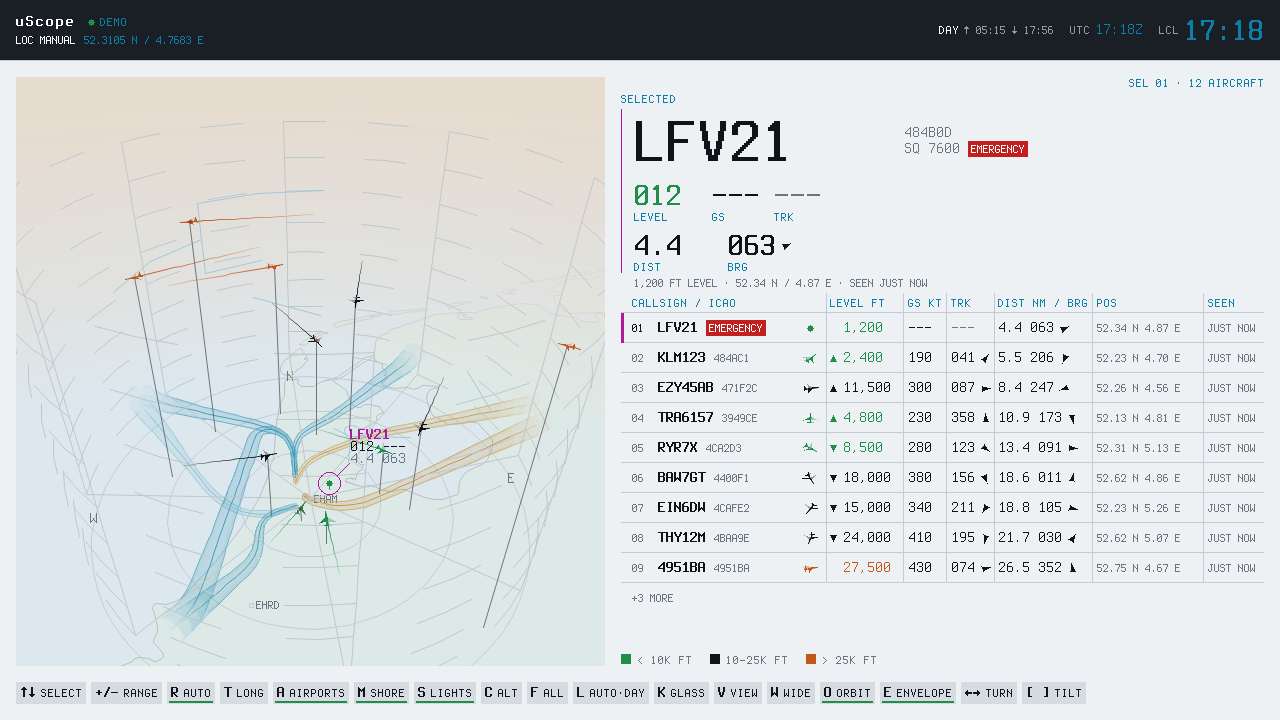 uScope DEMO
LOC MANUAL 52.3105 N / 4.7683 E
DAY ↑ 05:15 ↓ 17:56 UTC 17:18Z LCL 17:18
SEL 01 · 12 AIRCRAFT
SELECTED
LFV21
484B0D
SQ 7600 EMERGENCY
012 --- ---
LEVEL GS TRK
4.4 063
DIST BRG
1,200 FT LEVEL · 52.34 N / 4.87 E · SEEN JUST NOW
CALLSIGN / ICAO LEVEL FT GS KT TRK DIST NM / BRG POS SEEN
01 LFV21 EMERGENCY 1,200 --- --- 4.4 063 52.34 N 4.87 E JUST NOW
02 KLM123 484AC1 ▲ 2,400 190 041 5.5 206 52.23 N 4.70 E JUST NOW
03 EZY45AB 471F2C ▲ 11,500 300 087 8.4 247 52.26 N 4.56 E JUST NOW
04 TRA6157 3949CE ▲ 4,800 230 358 10.9 173 52.13 N 4.81 E JUST NOW
05 RYR7X 4CA2D3 ▼ 8,500 280 123 13.4 091 52.31 N 5.13 E JUST NOW
06 BAW7GT 4400F1 ▼ 18,000 380 156 18.3 011 52.62 N 4.86 E JUST NOW
07 EIN6DW 4CAFE2 ▼ 15,000 340 211 18.8 105 52.23 N 5.26 E JUST NOW
08 THY12M 4BAA9E ▼ 24,000 410 195 21.7 030 52.62 N 5.07 E JUST NOW
09 4951BA 4951BA 27,500 430 074 26.5 352 52.75 N 4.67 E JUST NOW
+3 MORE
< 10K FT 10-25K FT > 25K FT
N
LFV21
012 ---
4.4 063
EHAM
E
W
EHRD
↑↓ SELECT +/- RANGE R AUTO T LONG A AIRPORTS M SHORE S LIGHTS C ALT F ALL L AUTO·DAY K GLASS V VIEW W WIDE O ORBIT E ENVELOPE ←→ TURN [ ] TILT